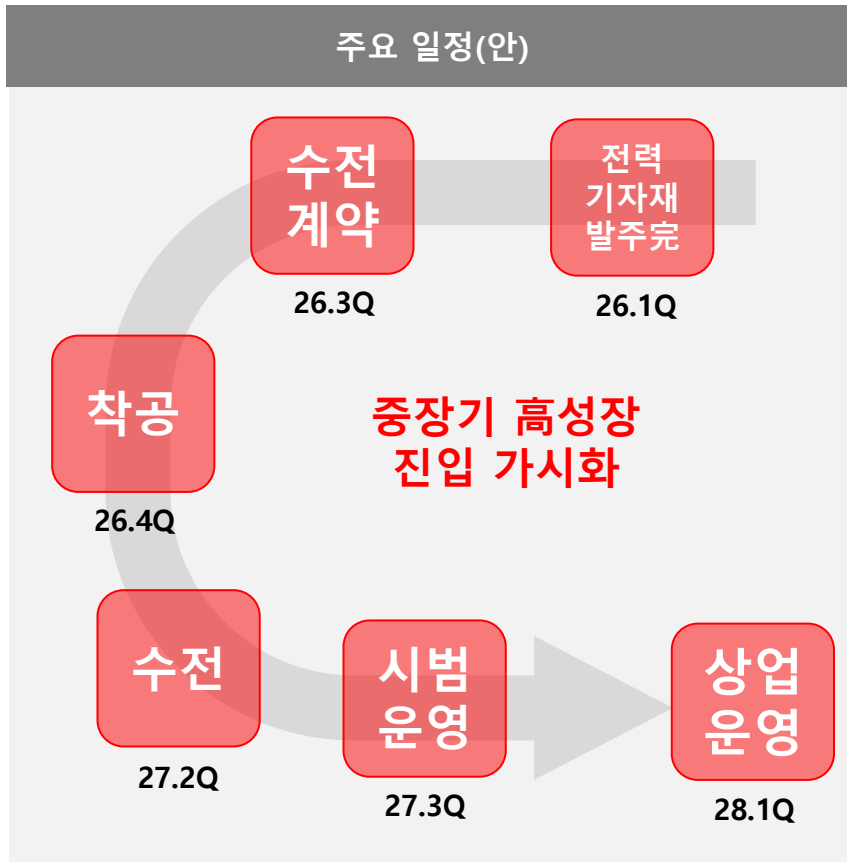 주요 일정(안)
전력
기자재
발주完
26.1Q
수전
계약
26.3Q
착공
26.4Q
중장기 高성장
진입 가시화
수전
27.2Q
시범
운영
27.3Q
상업
운영
28.1Q